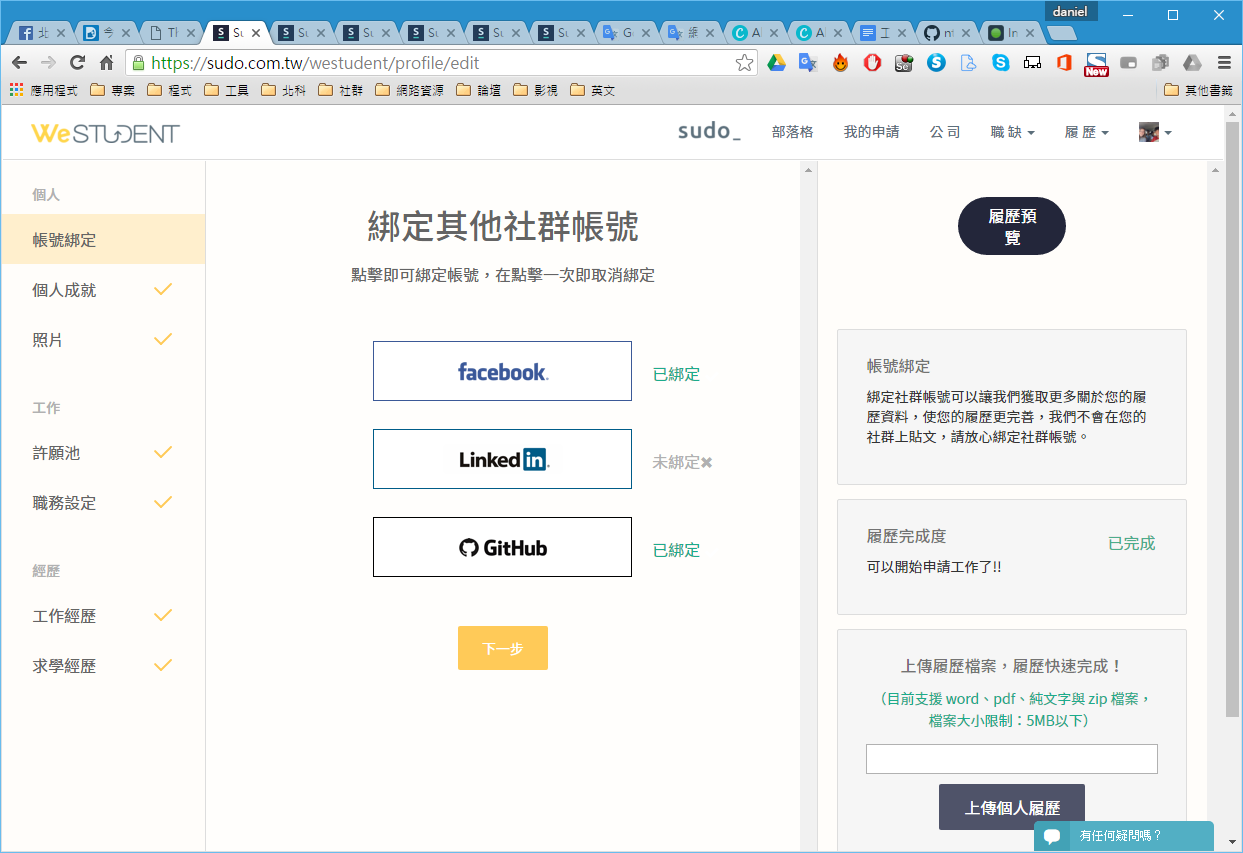 daniel
北
今
Th
Su
Su
Su
Su
Su
Su
G
A
A
工
In
https://sudo.com.tw/westudent/profile/edit
New
應用程式 專案 程式 工具 北科 社群 網路資源 論壇 影視 英文 其他書籤
WeSTUDENT
sudo_ 部落格 我的申請 公司 職缺 履歷
個人
帳號綁定
個人成就
照片
工作
許願池
職務設定
經歷
工作經歷
求學經歷
綁定其他社群帳號
點擊即可綁定帳號，在點擊一次即取消綁定
facebook. 已綁定
Linked in. 未綁定✖
GitHub 已綁定
下一步
履歷預
覽
帳號綁定
綁定社群帳號可以讓我們獲取更多關於您的履
歷資料，使您的履歷更完善，我們不會在您的
社群上貼文，請放心綁定社群帳號。
履歷完成度
已完成
可以開始申請工作了!!
上傳履歷檔案，履歷快速完成！
（目前支援 word、pdf、純文字與 zip 檔案，
檔案大小限制：5MB以下）
上傳個人履歷
有任何疑問嗎？